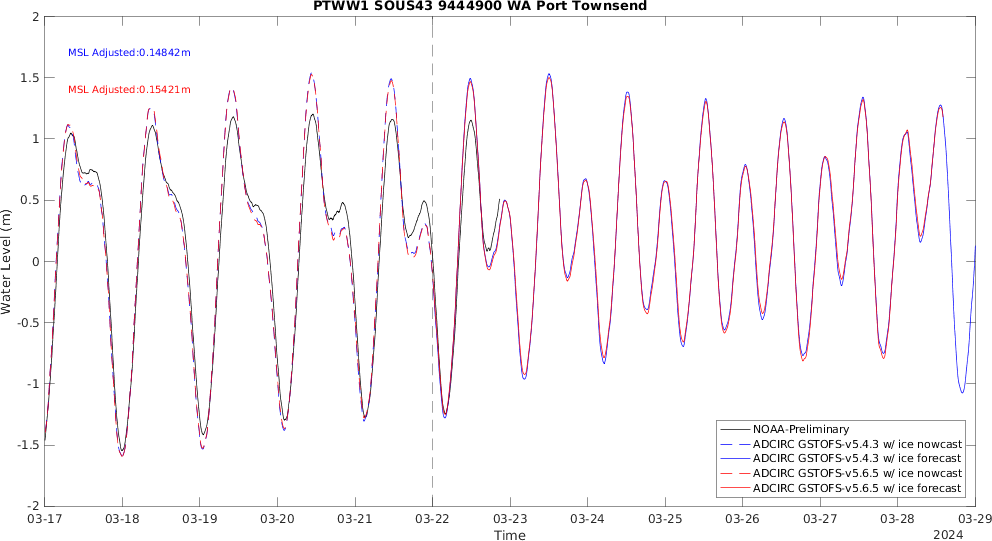 PTWW1 SOUS43 9444900 WA Port Townsend
MSL Adjusted:0.14842m
MSL Adjusted:0.15421m
Water Level (m)
2
1.5
1
0.5
0
-0.5
-1
-1.5
-2
NOAA-Preliminary
ADCIRC GSTOFS-v5.4.3 w/ ice nowcast
ADCIRC GSTOFS-v5.4.3 w/ ice forecast
ADCIRC GSTOFS-v5.6.5 w/ ice nowcast
ADCIRC GSTOFS-v5.6.5 w/ ice forecast
03-17 03-18 03-19 03-20 03-21 03-22 03-23 03-24 03-25 03-26 03-27 03-28 03-29
Time
2024